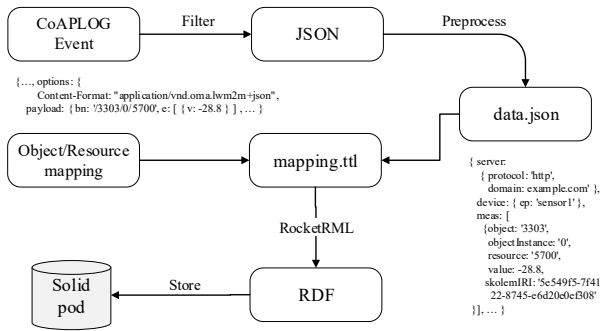 CoAPLOG
Event
Filter
JSON
Preprocess
{…, options: {
Content-Format: "application/vnd.oma.lwm2m+json",
payload: {bn: '/3303/0/5700', e: [ {v: -28.8 } ] , … }
data.json
Object/Resource
mapping
mapping.ttl
{ server:
{ protocol: 'http',
domain: example.com' },
device: { ep: 'sensor1' },
meas: [
{object: '3303',
objectInstance: '0',
resource: '5700',
value: -28.8,
skolemIRI: '5e549f5-7f41
22-8745-e6d20e0ef308'
}], … }
RocketRML
Solid
pod
Store
RDF